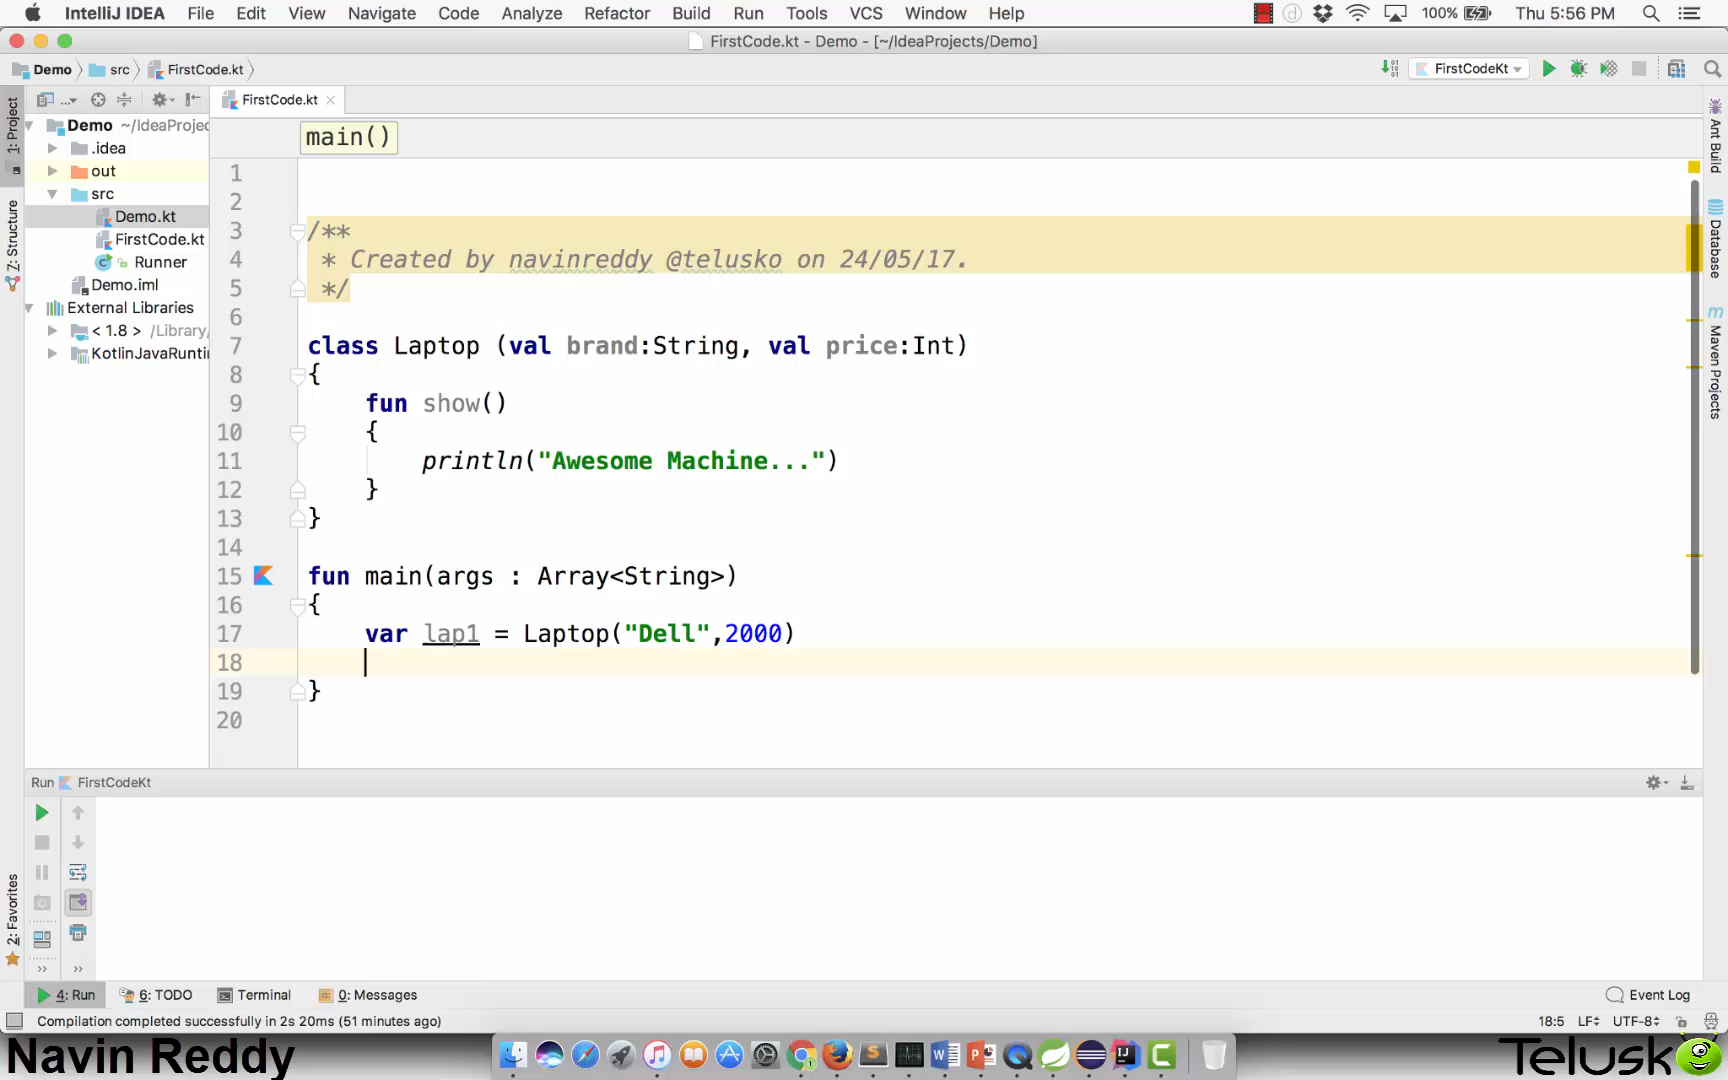 IntelliJ IDEA File Edit View Navigate Code Analyze Refactor Build Run Tools VCS Window Help 100% Thu 5:56 PM
FirstCode.kt - Demo - [~/IdeaProjects/Demo]
Demo src FirstCode.kt FirstCodeKt
FirstCode.kt
main()
1: Project
Z: Structure
2: Favorites
Demo ~/IdeaProjec
.idea
out
src
Demo.kt
FirstCode.kt
Runner
Demo.iml
External Libraries
< 1.8 > /Library/
KotlinJavaRunti
1
2
3 /**
4 * Created by navinreddy @telusko on 24/05/17.
5 */
6
7 class Laptop (val brand:String, val price:Int)
8 {
9 fun show()
10 {
11 println("Awesome Machine...")
12 }
13 }
14
15 fun main(args : Array<String>)
16 {
17 var lap1 = Laptop("Dell",2000)
18
19 }
20
Ant Build
Database
Maven Projects
Run FirstCodeKt
4: Run 6: TODO Terminal 0: Messages Event Log
Compilation completed successfully in 2s 20ms (51 minutes ago) 18:5 LF UTF-8
Navin Reddy Telusk